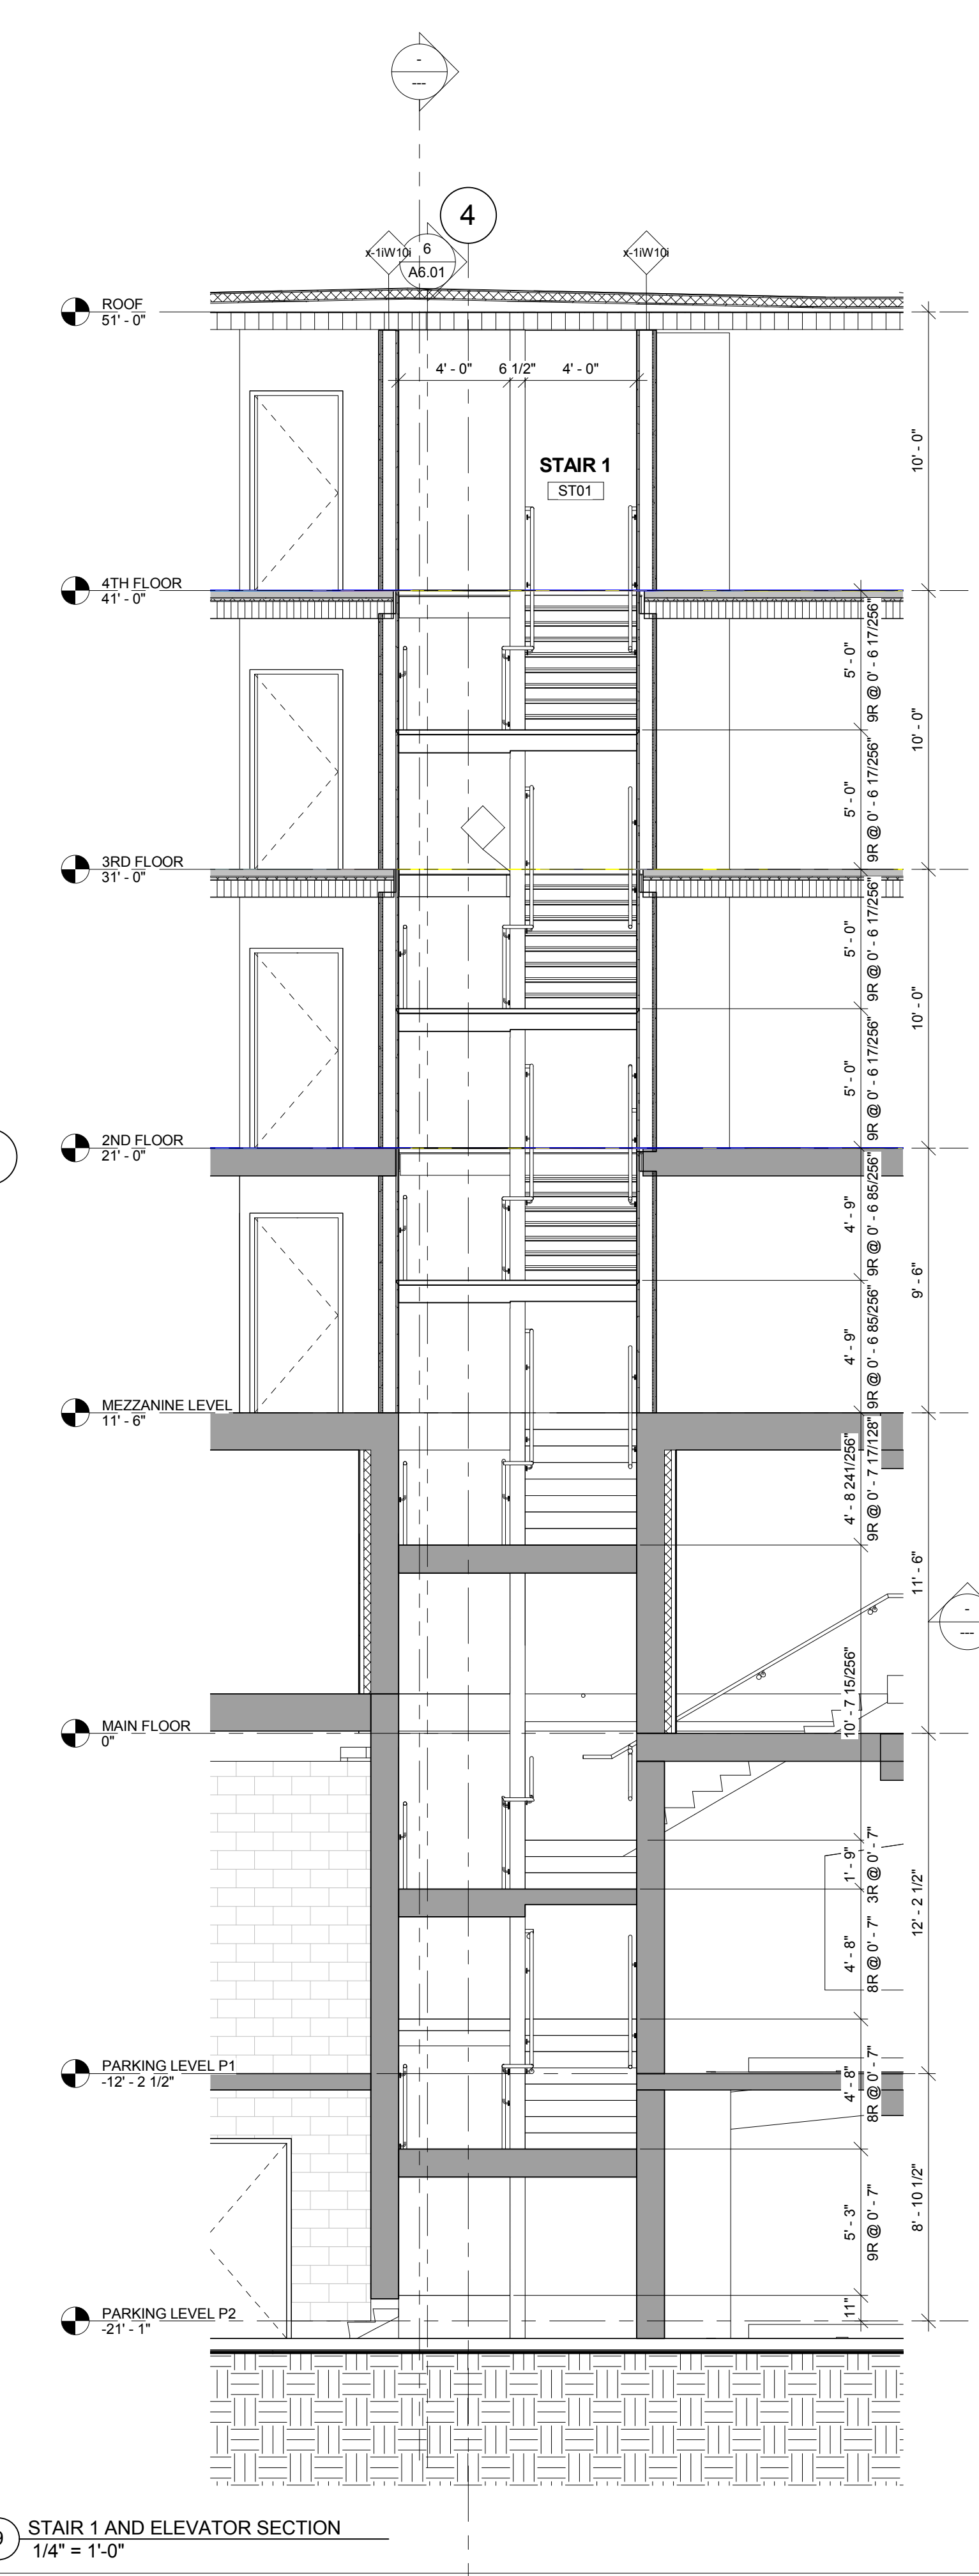 -
---
4
x-1iW10i
6
A6.01
x-1iW10i
ROOF
51' - 0"
4' - 0"
6 1/2"
4' - 0"
10' - 0"
STAIR 1
ST01
4TH FLOOR
41' - 0"
5' - 0"
9R @ 0' - 6 17/256"
10' - 0"
5' - 0"
9R @ 0' - 6 17/256"
3RD FLOOR
31' - 0"
5' - 0"
9R @ 0' - 6 17/256"
10' - 0"
5' - 0"
9R @ 0' - 6 17/256"
2ND FLOOR
21' - 0"
4' - 9"
9R @ 0' - 6 85/256"
9' - 6"
4' - 9"
9R @ 0' - 6 85/256"
MEZZANINE LEVEL
11' - 6"
4' - 8 241/256"
9R @ 0' - 7 17/128"
11' - 6"
-
---
10' - 7 15/256"
MAIN FLOOR
0"
1' - 9"
3R @ 0' - 7"
12' - 2 1/2"
4' - 8"
8R @ 0' - 7"
PARKING LEVEL P1
-12' - 2 1/2"
4' - 8"
8R @ 0' - 7"
8' - 10 1/2"
5' - 3"
9R @ 0' - 7"
11"
PARKING LEVEL P2
-21' - 1"
9
STAIR 1 AND ELEVATOR SECTION
1/4" = 1'-0"